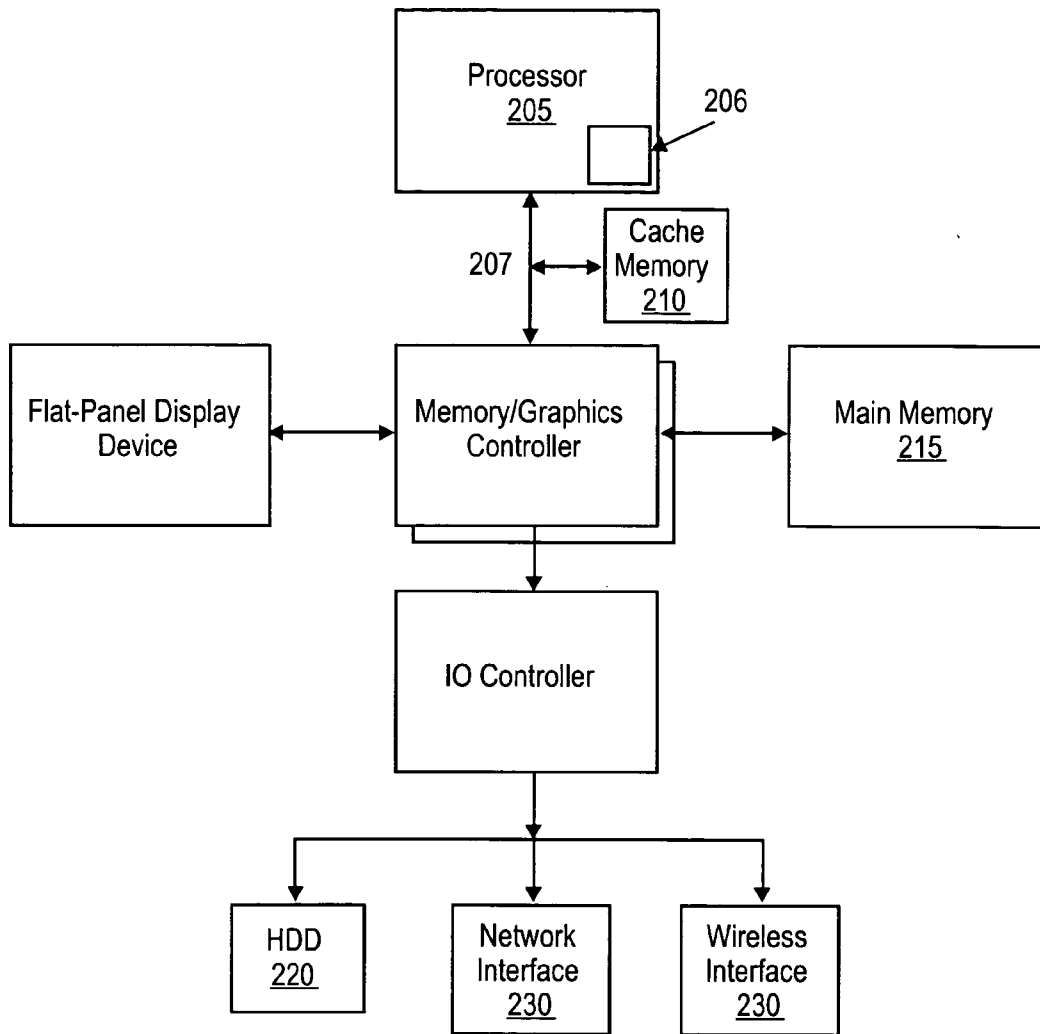 Processor
205
206
207
Cache
Memory
210
Flat-Panel Display
Device
Memory/Graphics
Controller
Main Memory
215
IO Controller
HDD
220
Network
Interface
230
Wireless
Interface
230